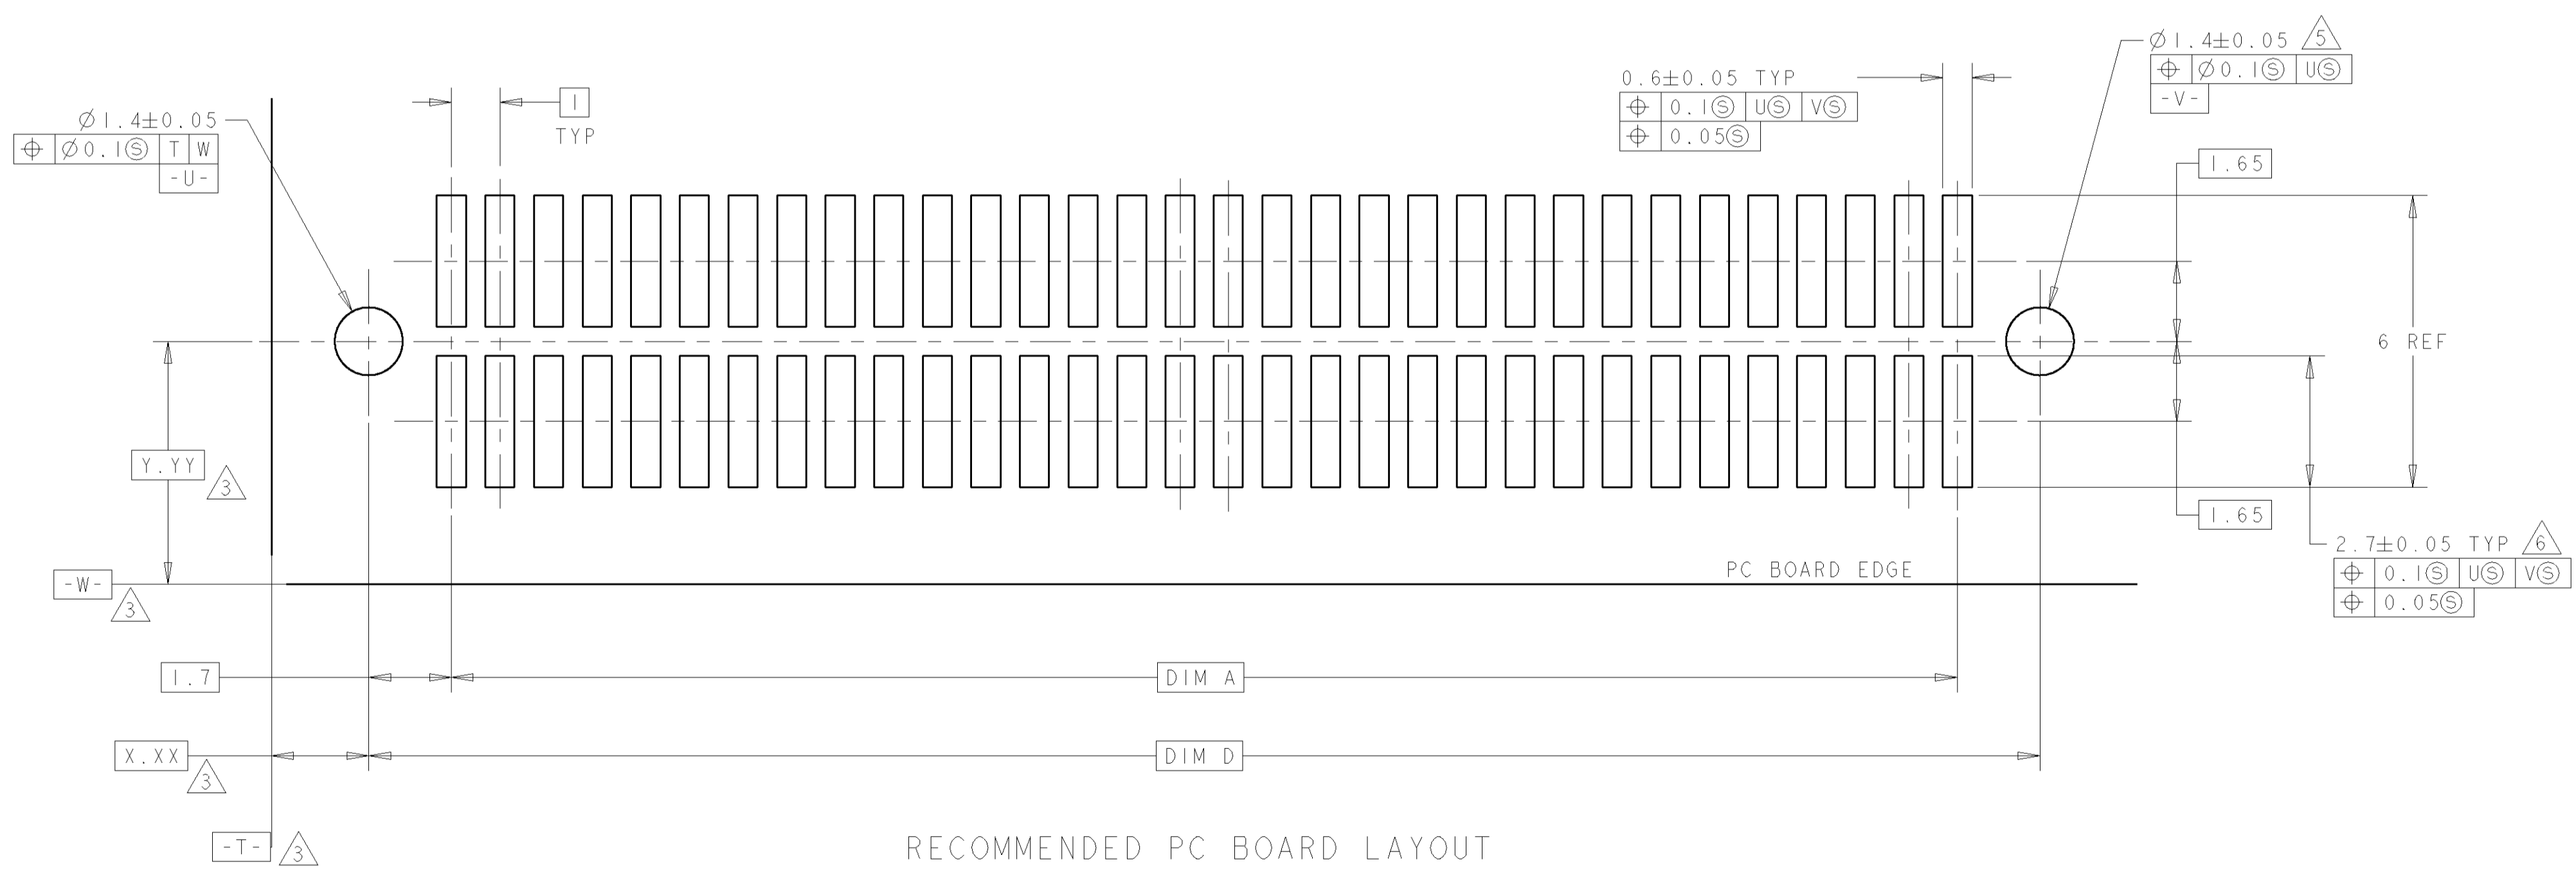 Ø1.4±0.05 5
⌖ Ø0.1Ⓢ UⓈ
-V-
0.6±0.05 TYP
⌖ 0.1Ⓢ UⓈ VⓈ
⌖ 0.05Ⓢ
1
TYP
Ø1.4±0.05
⌖ Ø0.1Ⓢ T W
-U-
1.65
6 REF
Y.YY 3
1.65
2.7±0.05 TYP 6
⌖ 0.1Ⓢ UⓈ VⓈ
⌖ 0.05Ⓢ
PC BOARD EDGE
-W- 3
1.7
DIM A
X.XX 3
DIM D
-T- 3
RECOMMENDED PC BOARD LAYOUT